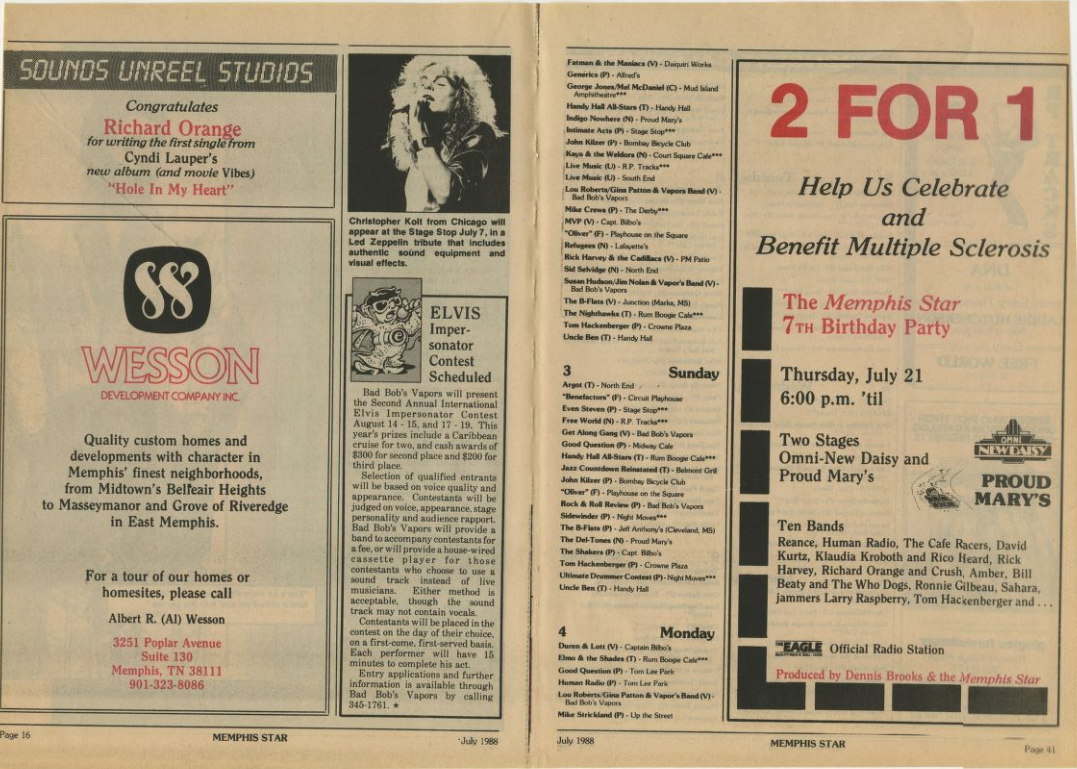 SOUNDS UNREEL STUDIOS
Congratulates
Richard Orange
for writing the first single from
Cyndi Lauper's
new album (and movie Vibes)
"Hole In My Heart"
WESSON
DEVELOPMENT COMPANY INC.
Quality custom homes and
developments with character in
Memphis' finest neighborhoods,
from Midtown's Belleair Heights
to Masseymanor and Grove of Riveredge
in East Memphis.
For a tour of our homes or
homesites, please call
Albert R. (Al) Wesson
3251 Poplar Avenue
Suite 130
Memphis, TN 38111
901-323-8086
Christopher Kolt from Chicago will
appear at the Stage Stop July 7, in a
Led Zeppelin tribute that includes
authentic sound equipment and
visual effects.
ELVIS
Imper-
sonator
Contest
Scheduled
Bad Bob's Vapors will present
the Second Annual International
Elvis Impersonator Contest
August 14 - 15, and 17 - 19. This
year's prizes include a Caribbean
cruise for two, and cash awards of
$300 for second place and $200 for
third place.
Selection of qualified entrants
will be based on voice quality and
appearance. Contestants will be
judged on voice, appearance, stage
personality and audience rapport.
Bad Bob's Vapors will provide a
band to accompany contestants for
a fee, or will provide a house-wired
cassette player for those
contestants who choose to use a
sound track instead of live
musicians. Either method is
acceptable, though the sound
track may not contain vocals.
Contestants will be placed in the
contest on the day of their choice,
on a first-come, first-served basis.
Each performer will have 15
minutes to complete his act.
Entry applications and further
information is available through
Bad Bob's Vapors by calling
345-1761. ★
Page 16
MEMPHIS STAR
July 1988
Fatman & the Maniacs (V) - Daiquiri Works
Generics (P) - Alfred's
George Jones/Mel McDaniel (C) - Mud Island
Amphitheatre***
Handy Hall All-Stars (T) - Handy Hall
Indigo Nowhere (N) - Proud Mary's
Intimate Acts (P) - Stage Stop***
John Kilzer (P) - Bombay Bicycle Club
Kaya & the Weldors (N) - Court Square Cafe***
Live Music (U) - R.P. Tracks***
Live Music (U) - South End
Lou Roberts/Gina Patton & Vapors Band (V) -
Bad Bob's Vapors
Mike Crews (P) - The Derby***
MVP (V) - Capt. Bilbo's
"Oliver" (F) - Playhouse on the Square
Refugees (N) - Lafayette's
Rick Harvey & the Cadillacs (V) - PM Patio
Sid Selvidge (N) - North End
Susan Hudson/Jim Nolan & Vapor's Band (V) -
Bad Bob's Vapors
The B-Flats (V) - Junction (Marks, MS)
The Nighthawks (T) - Rum Boogie Cafe***
Tom Hackenberger (P) - Crowne Plaza
Uncle Ben (T) - Handy Hall
3 Sunday
Argot (T) - North End
"Benefactors" (F) - Circuit Playhouse
Even Steven (P) - Stage Stop***
Free World (N) - R.P. Tracks***
Get Along Gang (V) - Bad Bob's Vapors
Good Question (P) - Midway Cafe
Handy Hall All-Stars (T) - Rum Boogie Cafe***
Jazz Countdown Reinstated (T) - Belmont Gril
John Kilzer (P) - Bombay Bicycle Club
"Oliver" (F) - Playhouse on the Square
Rock & Roll Review (P) - Bad Bob's Vapors
Sidewinder (P) - Night Moves***
The B-Flats (P) - Jeff Anthony's (Cleveland, MS)
The Del-Tones (N) - Proud Mary's
The Shakers (P) - Capt. Bilbo's
Tom Hackenberger (P) - Crowne Plaza
Ultimate Drummer Contest (P) - Night Moves***
Uncle Ben (T) - Handy Hall
4 Monday
Duren & Lott (V) - Captain Bilbo's
Elmo & the Shades (T) - Rum Boogie Cafe***
Good Question (P) - Tom Lee Park
Human Radio (P) - Tom Lee Park
Lou Roberts/Gina Patton & Vapor's Band (V) -
Bad Bob's Vapors
Mike Strickland (P) - Up the Street
2 FOR 1
Help Us Celebrate
and
Benefit Multiple Sclerosis
The Memphis Star
7TH Birthday Party
Thursday, July 21
6:00 p.m. 'til
Two Stages
Omni-New Daisy and
Proud Mary's
OMNI
NEW DAISY
PROUD
MARY'S
Ten Bands
Reance, Human Radio, The Cafe Racers, David
Kurtz, Klaudia Kroboth and Rico Heard, Rick
Harvey, Richard Orange and Crush, Amber, Bill
Beaty and The Who Dogs, Ronnie Gilbeau, Sahara,
jammers Larry Raspberry, Tom Hackenberger and . . .
THE EAGLE Official Radio Station
Produced by Dennis Brooks & the Memphis Star
July 1988
MEMPHIS STAR
Page 41